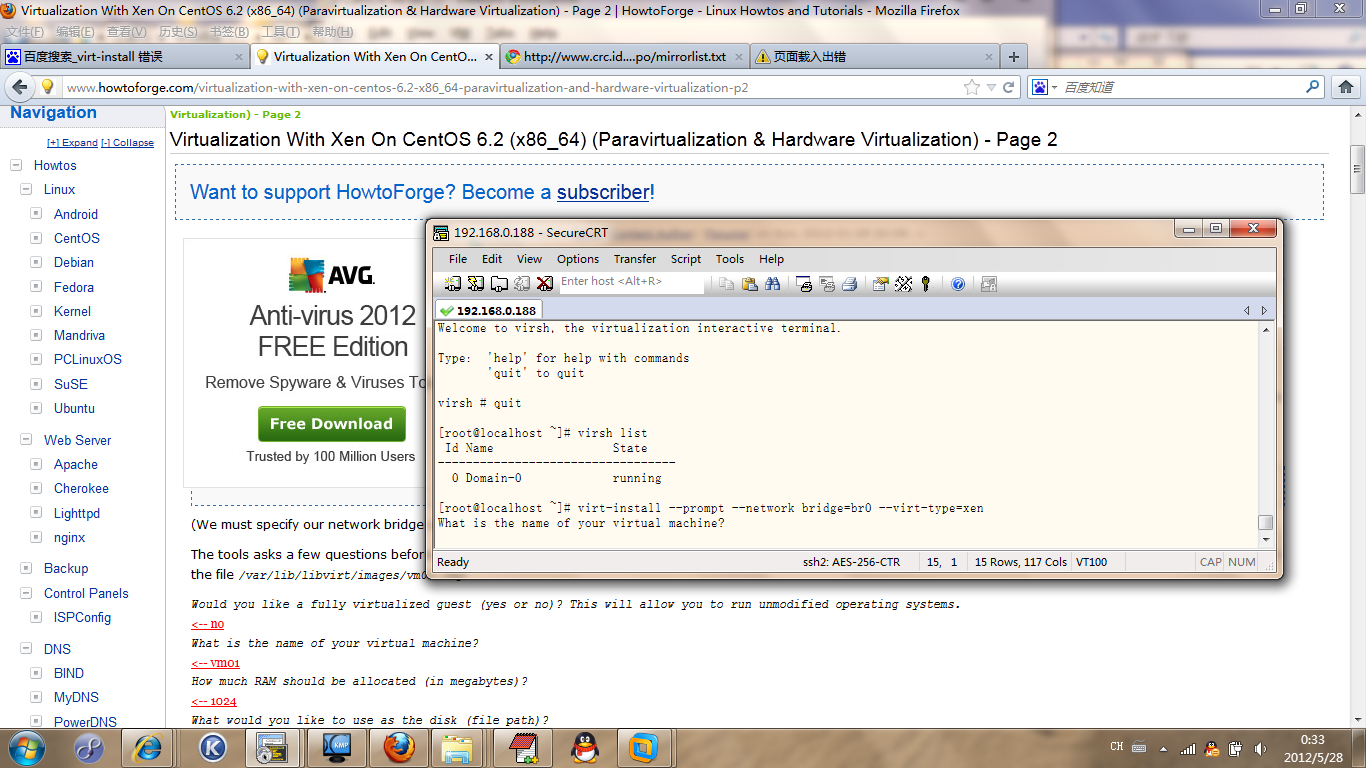 Virtualization With Xen On CentOS 6.2 (x86_64) (Paravirtualization & Hardware Virtualization) - Page 2 | HowtoForge - Linux Howtos and Tutorials - Mozilla Firefox
文件(F) 编辑(E) 查看(V) 历史(S) 书签(B) 工具(T) 帮助(H)
百度搜索_virt-install 错误
Virtualization With Xen On CentO...
http://www.crc.id....po/mirrorlist.txt
页面载入出错
www.howtoforge.com/virtualization-with-xen-on-centos-6.2-x86_64-paravirtualization-and-hardware-virtualization-p2
百度知道
Navigation
[+] Expand [-] Collapse
Howtos
Linux
Android
CentOS
Debian
Fedora
Kernel
Mandriva
PCLinuxOS
SuSE
Ubuntu
Web Server
Apache
Cherokee
Lighttpd
nginx
Backup
Control Panels
ISPConfig
DNS
BIND
MyDNS
PowerDNS
Virtualization) - Page 2
Virtualization With Xen On CentOS 6.2 (x86_64) (Paravirtualization & Hardware Virtualization) - Page 2
Want to support HowtoForge? Become a subscriber!
AVG.
Anti-virus 2012
FREE Edition
Remove Spyware & Viruses To
Free Download
Trusted by 100 Million Users
192.168.0.188 - SecureCRT
File Edit View Options Transfer Script Tools Help
Enter host <Alt+R>
192.168.0.188
Welcome to virsh, the virtualization interactive terminal.
Type: 'help' for help with commands
'quit' to quit
virsh # quit
[root@localhost ~]# virsh list
Id Name State
----------------------------------
0 Domain-0 running
[root@localhost ~]# virt-install --prompt --network bridge=br0 --virt-type=xen
What is the name of your virtual machine?
Ready ssh2: AES-256-CTR 15, 1 15 Rows, 117 Cols VT100 CAP NUM
(We must specify our network bridge
The tools asks a few questions befor
the file /var/lib/libvirt/images/vm0
Would you like a fully virtualized guest (yes or no)? This will allow you to run unmodified operating systems.
<-- no
What is the name of your virtual machine?
<-- vm01
How much RAM should be allocated (in megabytes)?
<-- 1024
What would you like to use as the disk (file path)?
KMP
CH
0:33
2012/5/28